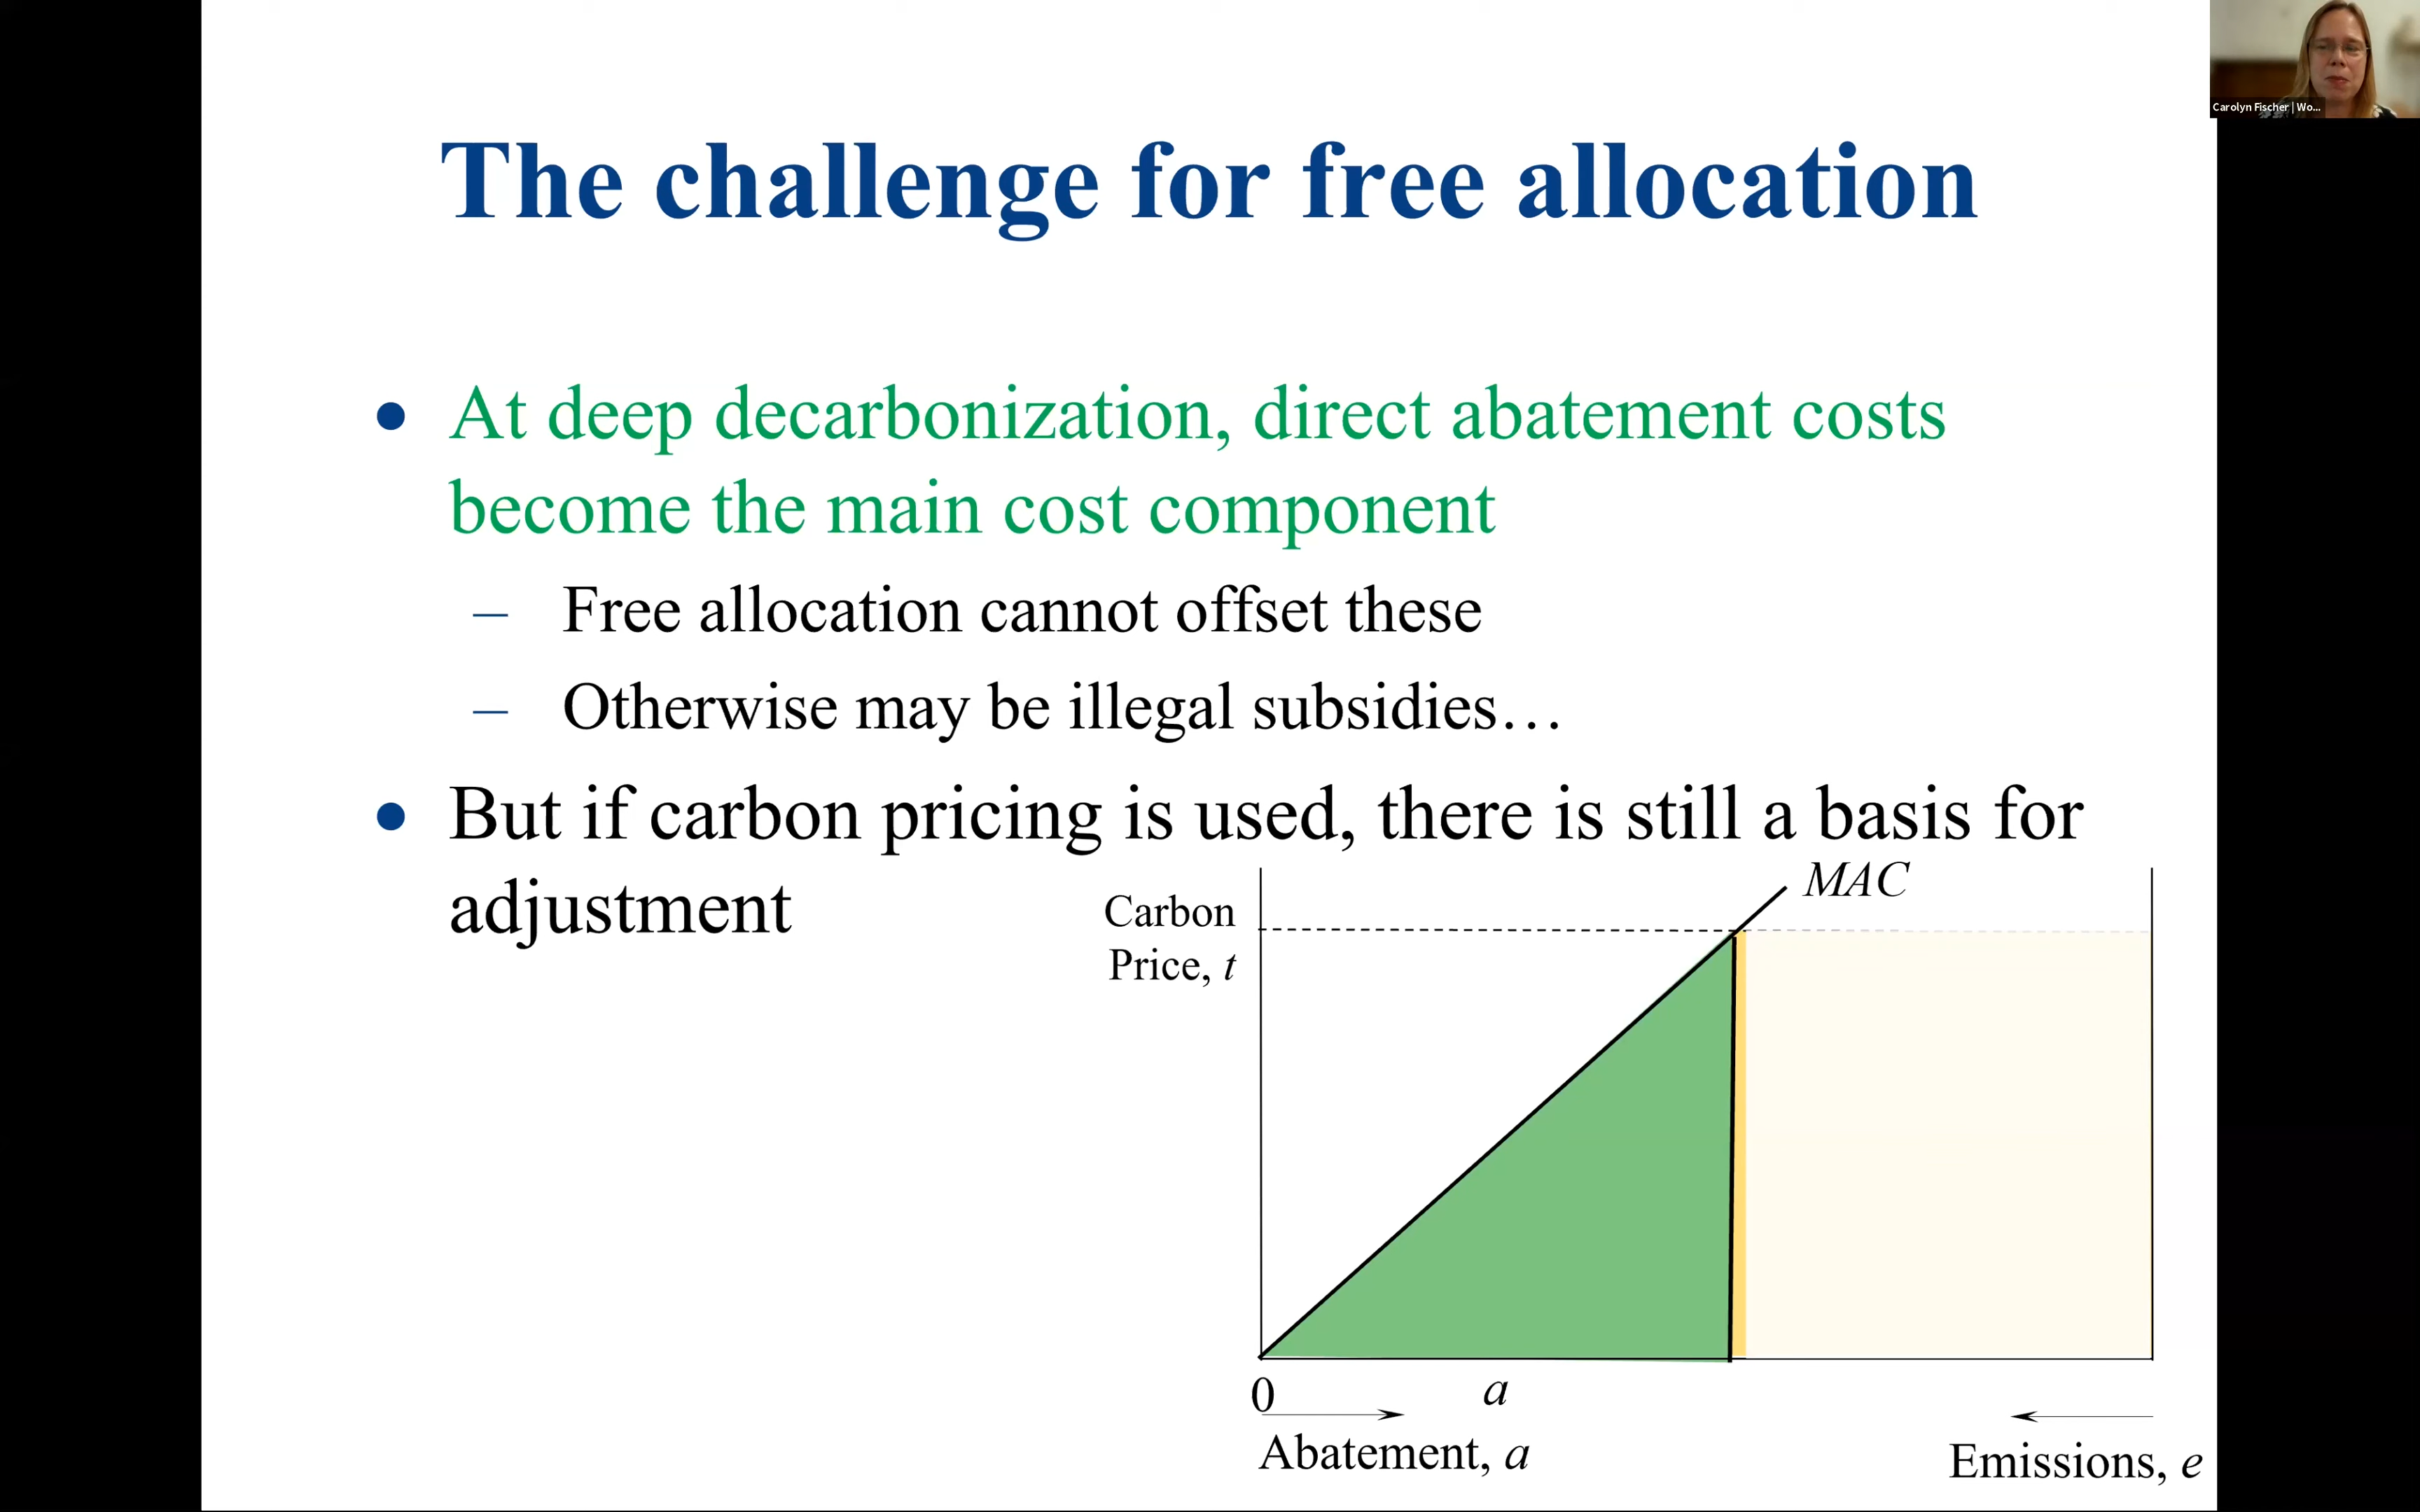 Carolyn Fischer | Wo...
The challenge for free allocation
• At deep decarbonization, direct abatement costs
become the main cost component
– Free allocation cannot offset these
– Otherwise may be illegal subsidies…
• But if carbon pricing is used, there is still a basis for
adjustment
MAC
Carbon
Price, t
0
a
Abatement, a
Emissions, e